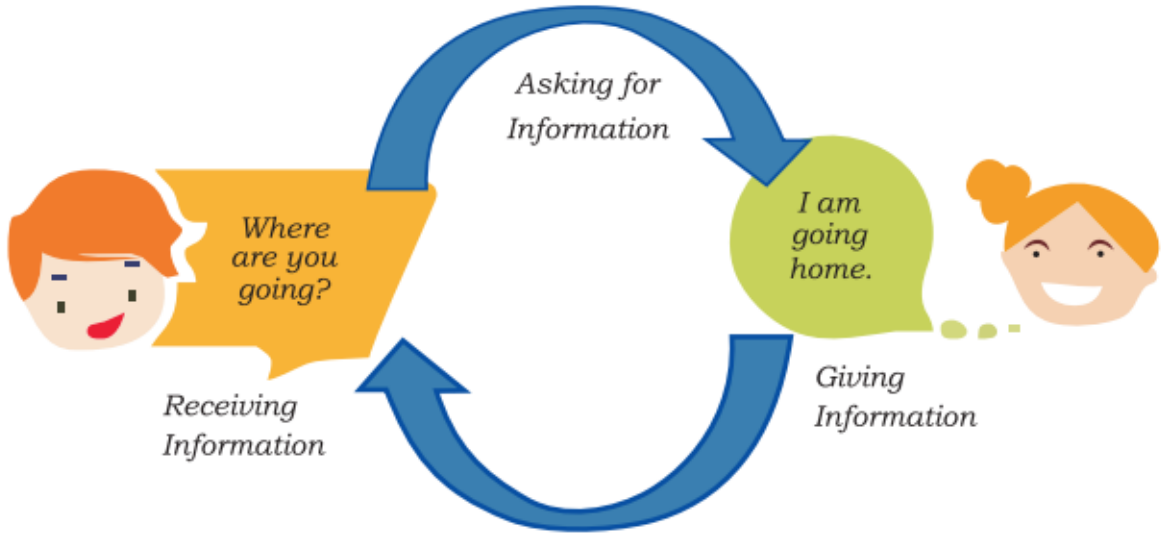 Asking for
Information
Where
are you
going?
I am
going
home.
Receiving
Information
Giving
Information